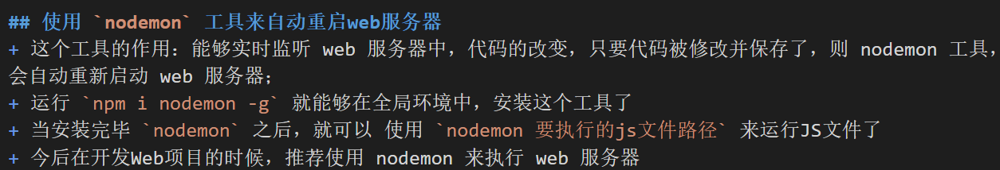 ## 使用 `nodemon` 工具来自动重启web服务器
+ 这个工具的作用：能够实时监听 web 服务器中，代码的改变，只要代码被修改并保存了，则 nodemon 工具，
会自动重新启动 web 服务器；
+ 运行 `npm i nodemon -g` 就能够在全局环境中，安装这个工具了
+ 当安装完毕 `nodemon` 之后，就可以 使用 `nodemon 要执行的js文件路径` 来运行JS文件了
+ 今后在开发Web项目的时候，推荐使用 nodemon 来执行 web 服务器